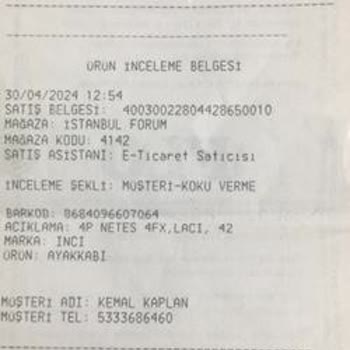 ÜRÜN İNCELEME BELGESİ
30/04/2024 12:54
SATIŞ BELGESİ: 40030022804428650010
MAĞAZA: İSTANBUL FORUM
MAĞAZA KODU: 4142
SATIŞ ASİSTANI: E-Ticaret Satıcısı
İNCELEME ŞEKLİ: MÜŞTERİ-KOKU VERME
BARKOD: 8684096607064
AÇIKLAMA: 4P NETES 4FX,LACI, 42
MARKA: INCI
ÜRÜN: AYAKKABI
MÜŞTERİ ADI: KEMAL KAPLAN
MÜŞTERİ TEL: 5333686460